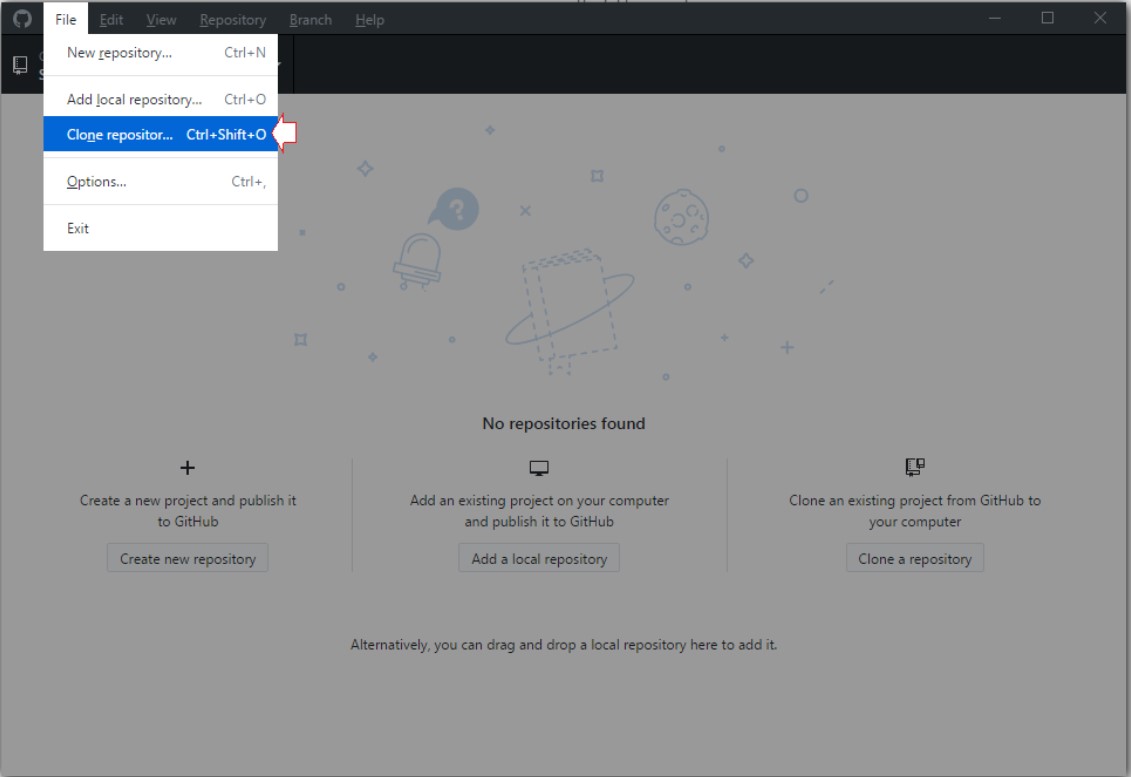 File Edit View Repository Branch Help
New repository... Ctrl+N
Add local repository... Ctrl+O
Clone repositor... Ctrl+Shift+O
Options... Ctrl+,
Exit
?
No repositories found
Create a new project and publish it
to GitHub
Create new repository
Add an existing project on your computer
and publish it to GitHub
Add a local repository
Clone an existing project from GitHub to
your computer
Clone a repository
Alternatively, you can drag and drop a local repository here to add it.